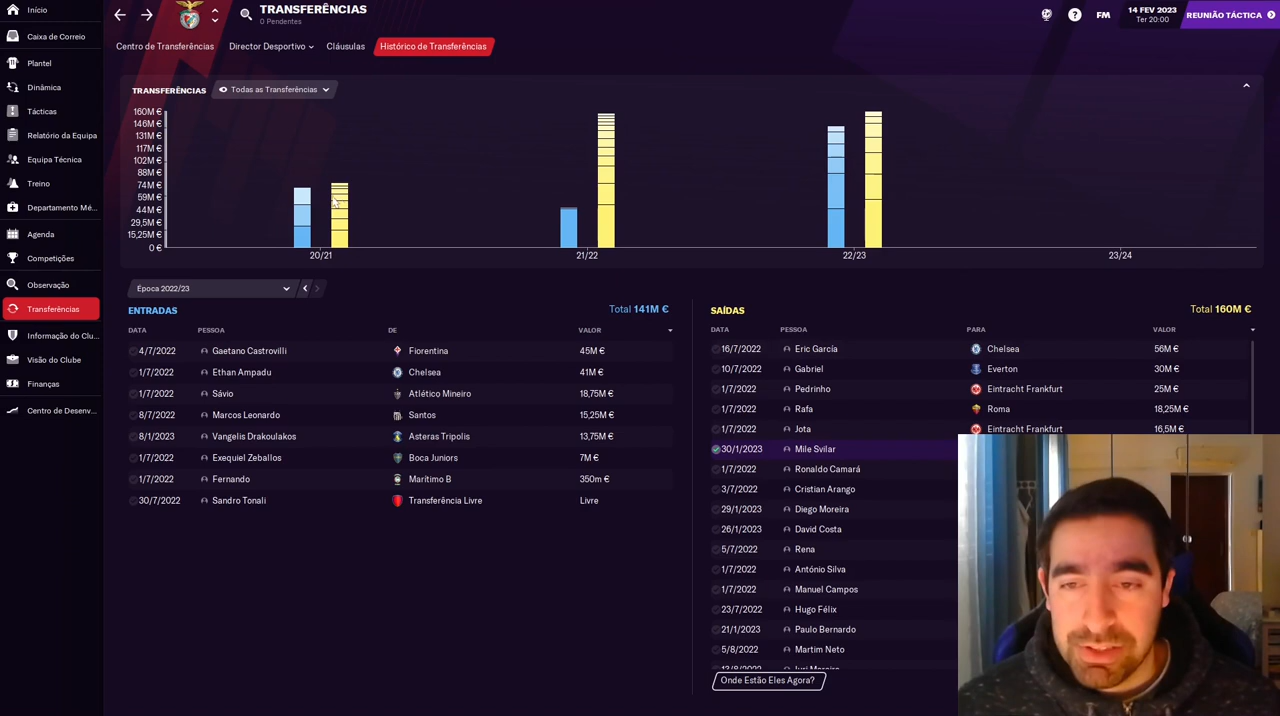 Início
Caixa de Correio
Plantel
Dinâmica
Tácticas
Relatório da Equipa
Equipa Técnica
Treino
Departamento Mé...
Agenda
Competições
Observação
Transferências
Informação do Clu...
Visão do Clube
Finanças
Centro de Desenv...
TRANSFERÊNCIAS
0 Pendentes
FM
14 FEV 2023
Ter 20:00
REUNIÃO TÁCTICA
Centro de Transferências
Director Desportivo
Cláusulas
Histórico de Transferências
TRANSFERÊNCIAS
Todas as Transferências
160M €
146M €
131M €
117M €
102M €
88M €
74M €
59M €
44M €
29,5M €
15,25M €
0 €
20/21
21/22
22/23
23/24
Época 2022/23
ENTRADAS
Total 141M €
DATA PESSOA DE VALOR
4/7/2022 Gaetano Castrovilli Fiorentina 45M €
1/7/2022 Ethan Ampadu Chelsea 41M €
1/7/2022 Sávio Atlético Mineiro 18,75M €
8/7/2022 Marcos Leonardo Santos 15,25M €
8/1/2023 Vangelis Drakoulakos Asteras Tripolis 13,75M €
1/7/2022 Exequiel Zeballos Boca Juniors 7M €
1/7/2022 Fernando Marítimo B 350m €
30/7/2022 Sandro Tonali Transferência Livre Livre
SAÍDAS
Total 160M €
DATA PESSOA PARA VALOR
16/7/2022 Eric García Chelsea 56M €
10/7/2022 Gabriel Everton 30M €
1/7/2022 Pedrinho Eintracht Frankfurt 25M €
1/7/2022 Rafa Roma 18,25M €
1/7/2022 Jota Eintracht Frankfurt 16,5M €
30/1/2023 Mile Svilar
1/7/2022 Ronaldo Camará
3/7/2022 Cristian Arango
29/1/2023 Diego Moreira
26/1/2023 David Costa
5/7/2022 Rena
1/7/2022 António Silva
1/7/2022 Manuel Campos
23/7/2022 Hugo Félix
21/1/2023 Paulo Bernardo
5/8/2022 Martim Neto
Onde Estão Eles Agora?